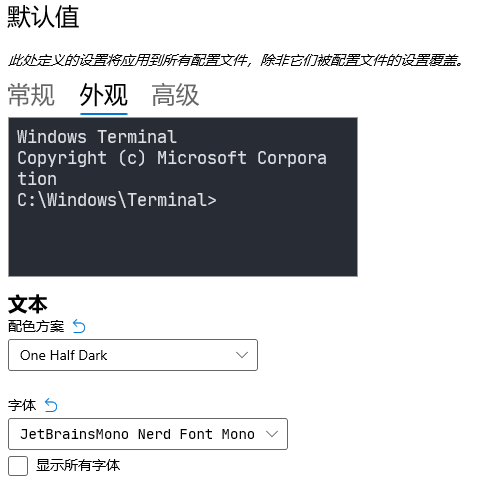 默认值
此处定义的设置将应用到所有配置文件，除非它们被配置文件的设置覆盖。
常规 外观 高级
Windows Terminal
Copyright (c) Microsoft Corpora
tion
C:\Windows\Terminal>
文本
配色方案
One Half Dark
字体
JetBrainsMono Nerd Font Mono
显示所有字体